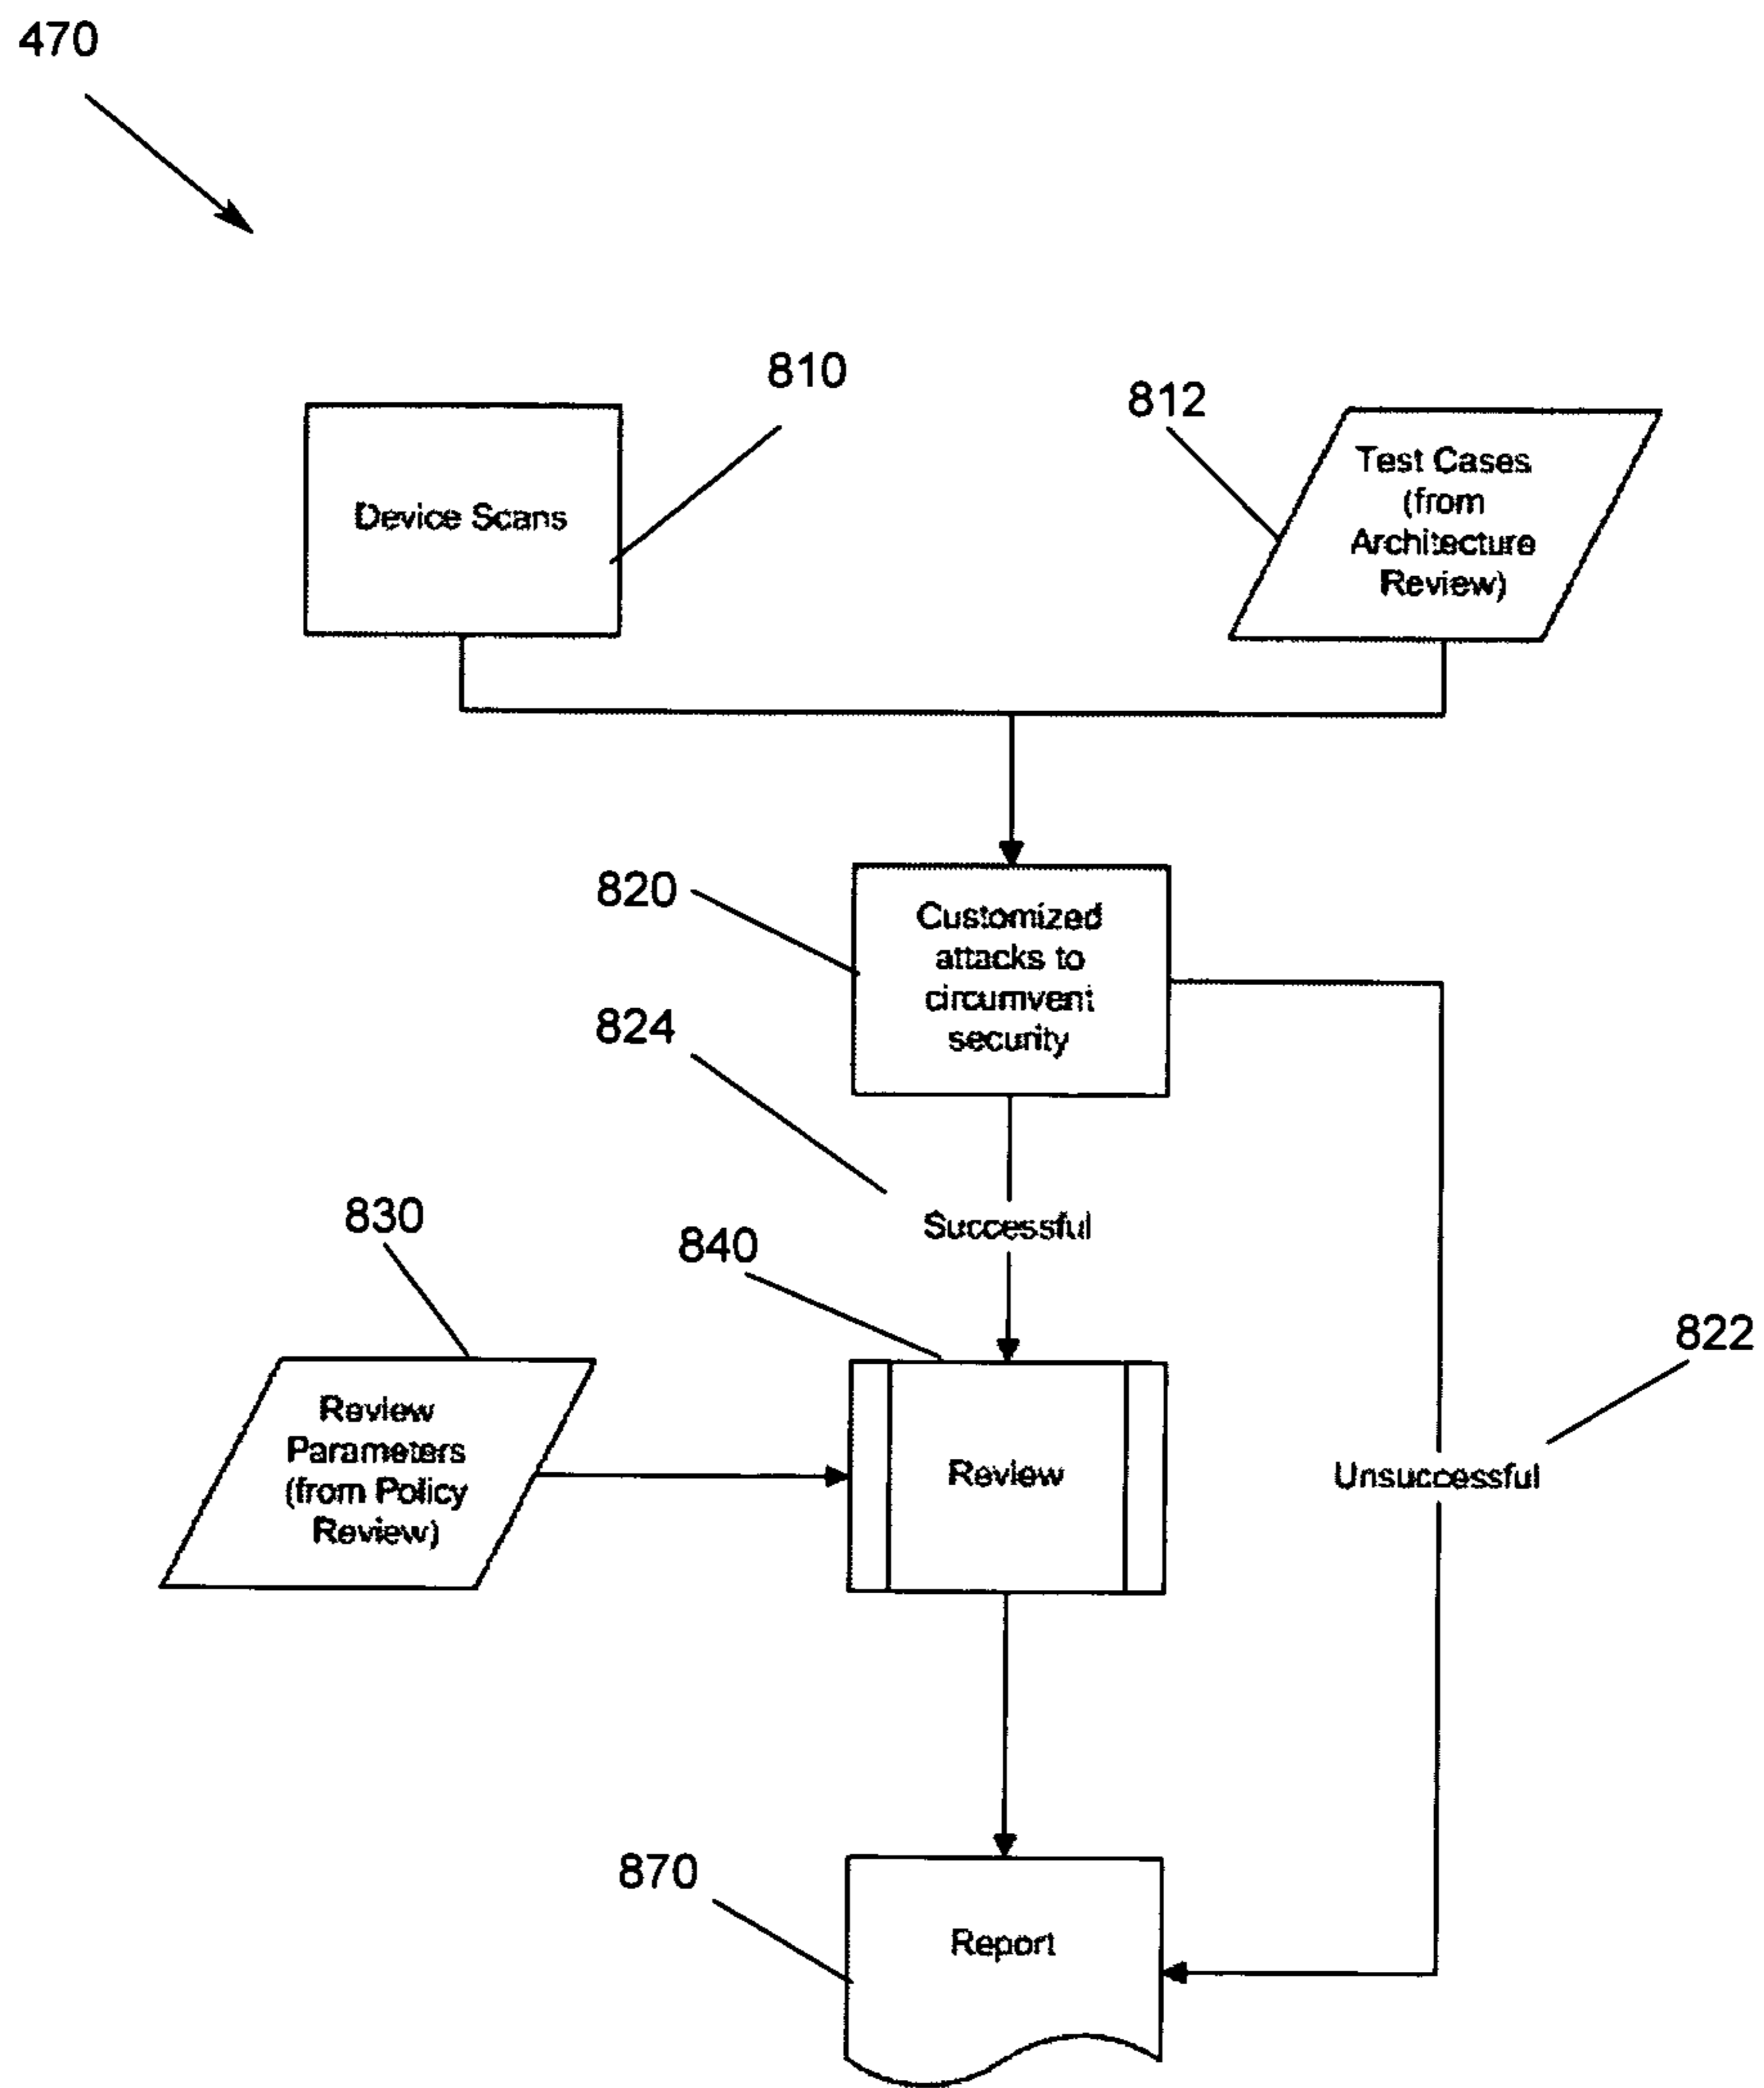 470
810
812
Device Scans
Test Cases
(from
Architecture
Review)
820
Customized
attacks to
circumvent
security
824
Successful
830
840
822
Review
Parameters
(from Policy
Review)
Review
Unsuccessful
870
Report